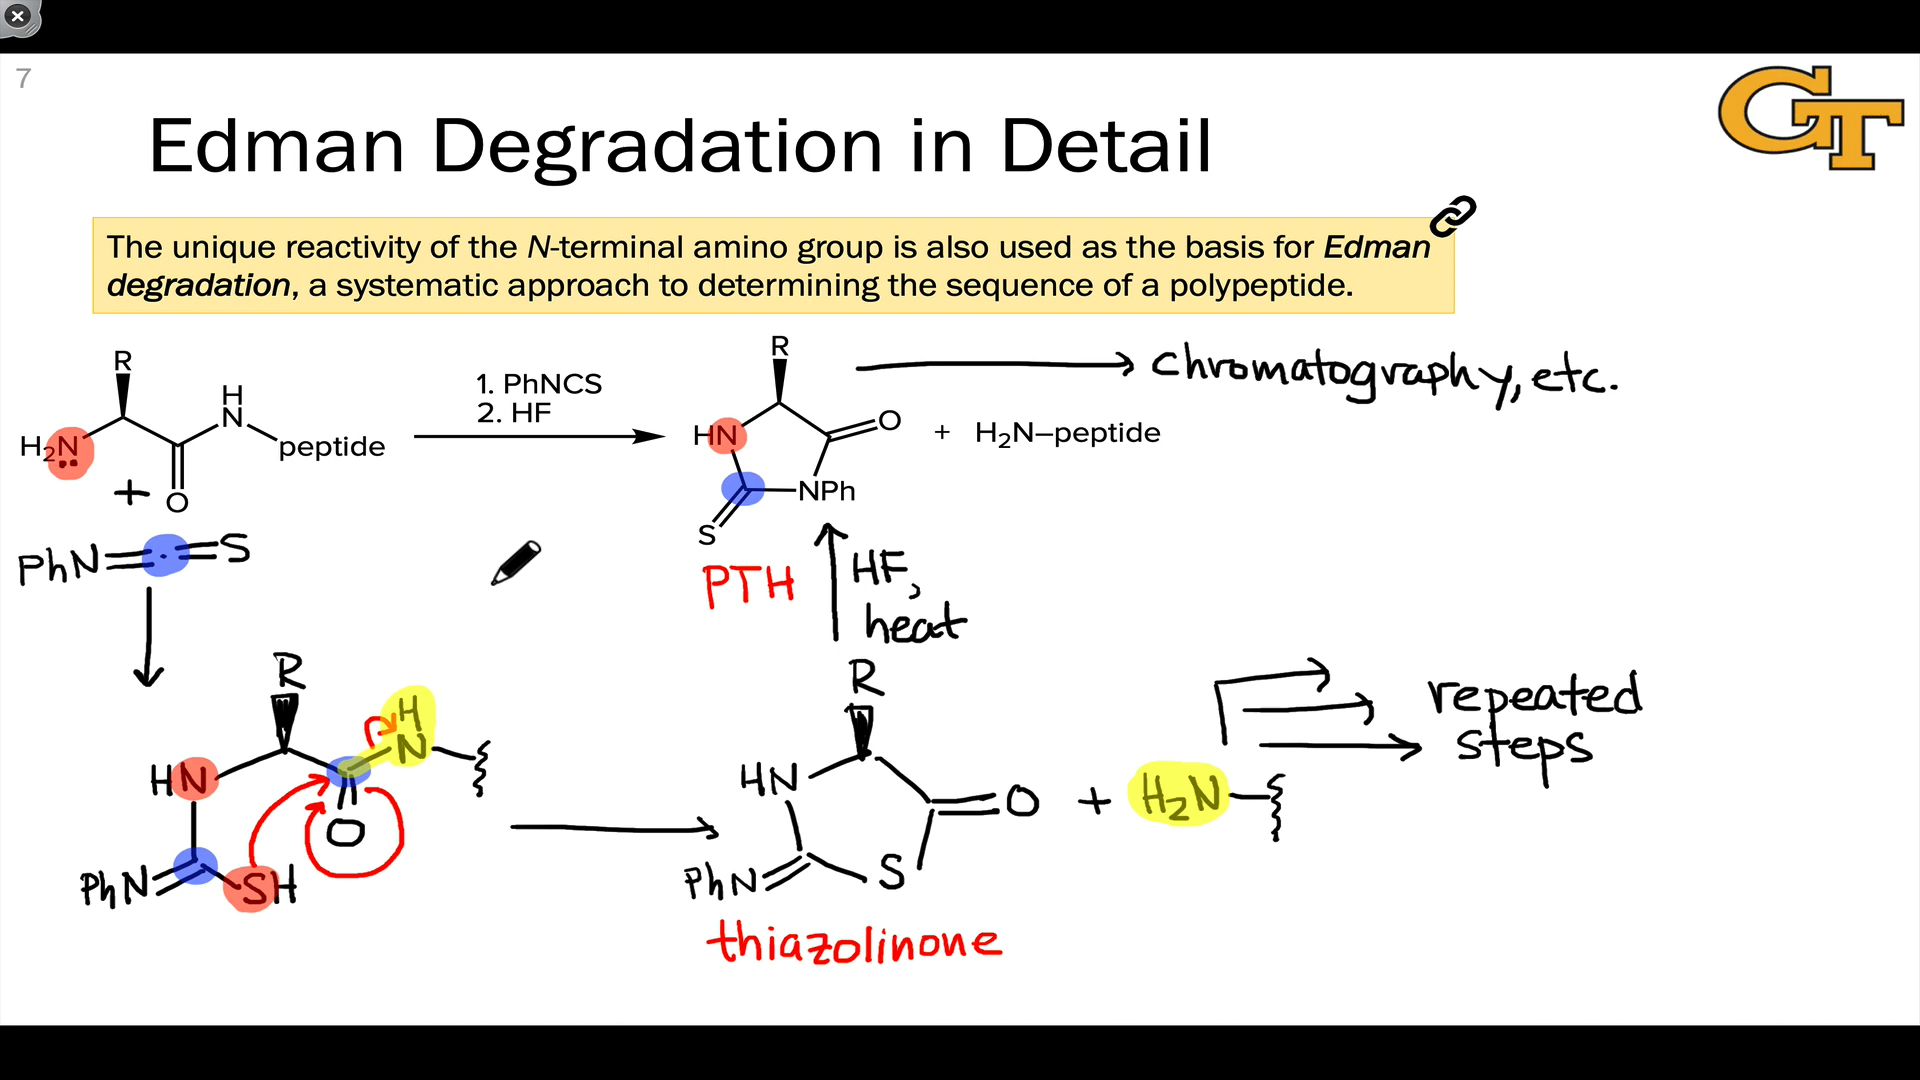 7
GT
Edman Degradation in Detail
The unique reactivity of the N-terminal amino group is also used as the basis for Edman
degradation, a systematic approach to determining the sequence of a polypeptide.
R
H₂N
H
N
peptide
O
+
PhN
S
1. PhNCS
2. HF
R
HN
O
NPh
S
PTH
+ H₂N–peptide
chromatography, etc.
HF,
heat
R
H
N
HN
O
PhN
SH
R
HN
O
PhN
S
thiazolinone
+
H₂N
repeated
steps